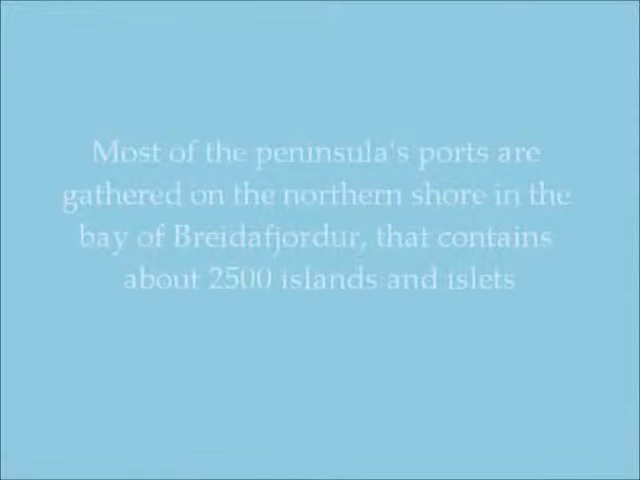 Most of the peninsula's ports are
gathered on the northern shore in the
bay of Breidafjordur, that contains
about 2500 islands and islets